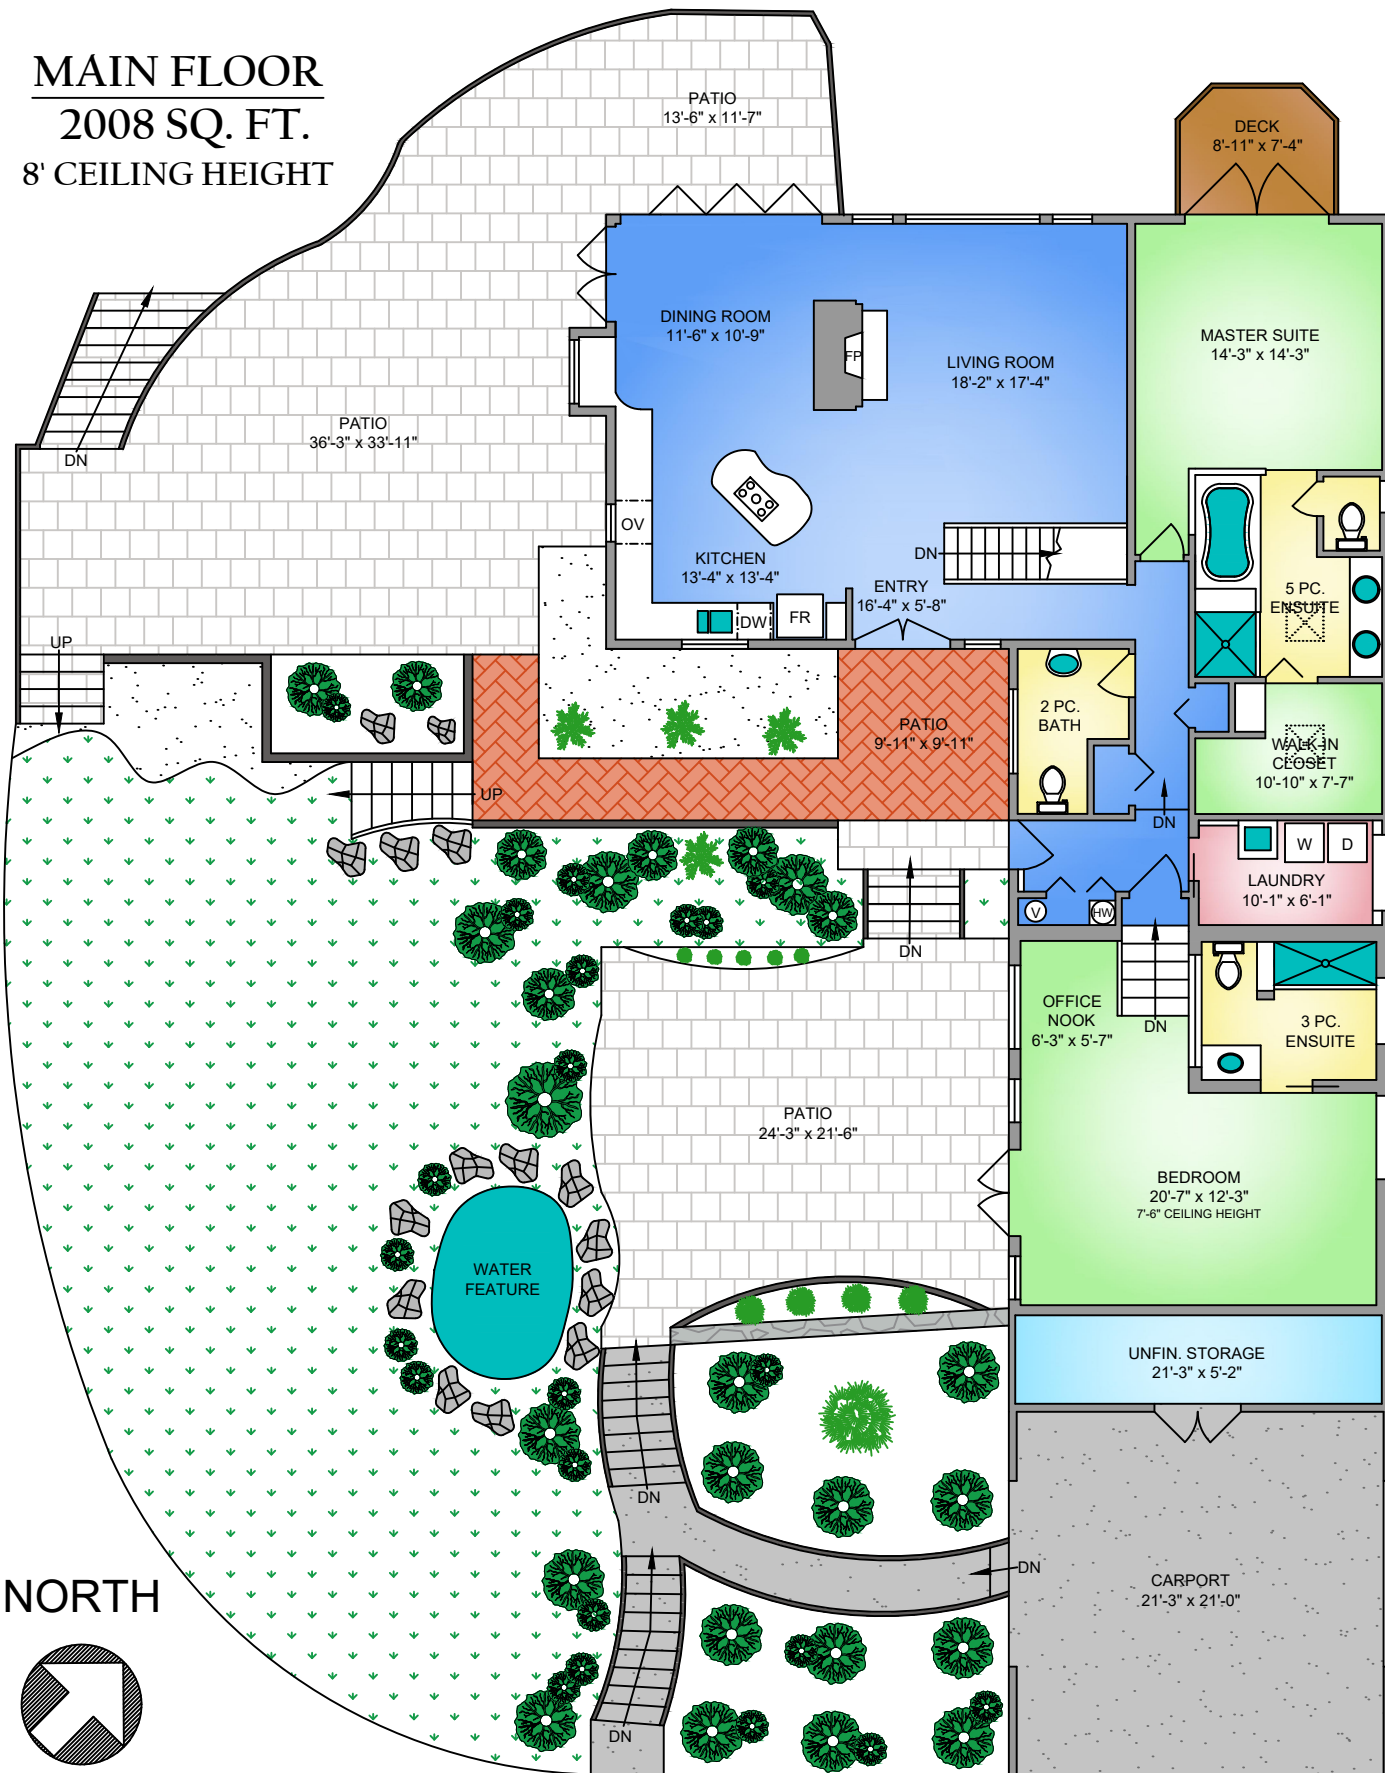 MAIN FLOOR
2008 SQ. FT.
8' CEILING HEIGHT
PATIO
13'-6" x 11'-7"
DECK
8'-11" x 7'-4"
DINING ROOM
11'-6" x 10'-9"
FP
LIVING ROOM
18'-2" x 17'-4"
MASTER SUITE
14'-3" x 14'-3"
PATIO
36'-3" x 33'-11"
DN
OV
KITCHEN
13'-4" x 13'-4"
DN
ENTRY
16'-4" x 5'-8"
DW
FR
5 PC.
ENSUITE
UP
2 PC.
BATH
PATIO
9'-11" x 9'-11"
WALK-IN
CLOSET
10'-10" x 7'-7"
UP
DN
W
D
LAUNDRY
10'-1" x 6'-1"
V
HW
DN
OFFICE
NOOK
6'-3" x 5'-7"
DN
3 PC.
ENSUITE
PATIO
24'-3" x 21'-6"
BEDROOM
20'-7" x 12'-3"
7'-6" CEILING HEIGHT
WATER
FEATURE
UNFIN. STORAGE
21'-3" x 5'-2"
DN
DN
CARPORT
21'-3" x 21'-0"
NORTH
DN